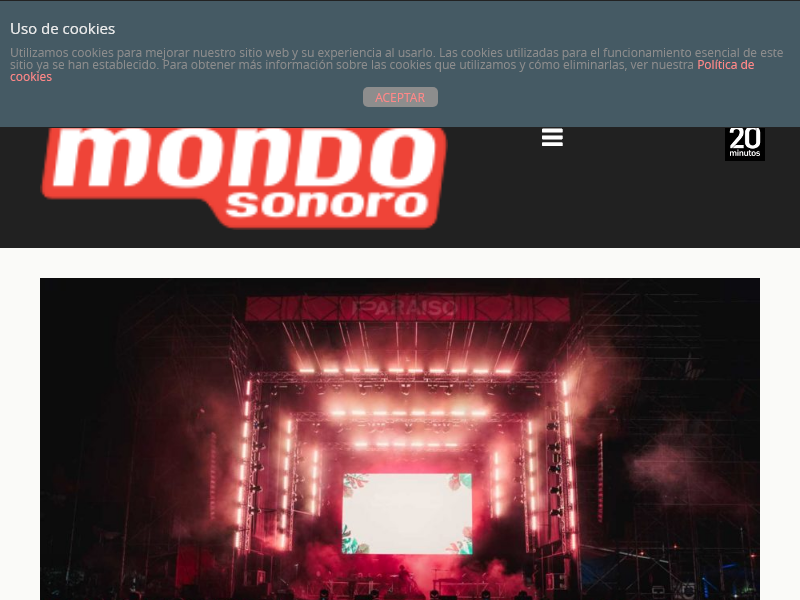 Uso de cookies
Utilizamos cookies para mejorar nuestro sitio web y su experiencia al usarlo. Las cookies utilizadas para el funcionamiento esencial de este
sitio ya se han establecido. Para obtener más información sobre las cookies que utilizamos y cómo eliminarlas, ver nuestra Política de
cookies
ACEPTAR
MONDO
sonoro
20
minutos
PARAISO